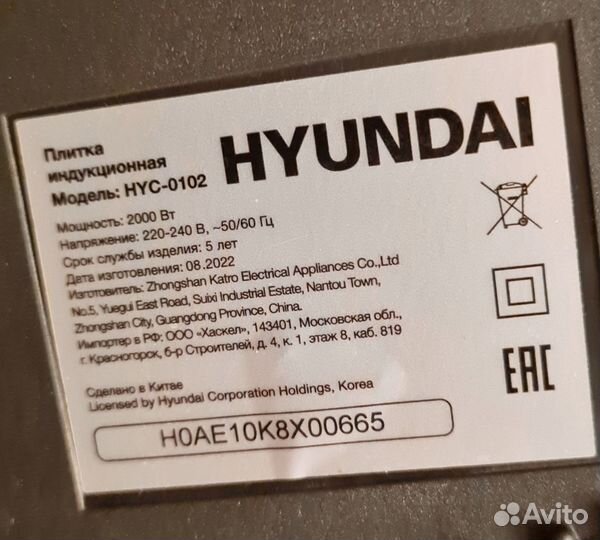 Плитка
индукционная
Модель: HYC-0102
HYUNDAI
Мощность: 2000 Вт
Напряжение: 220-240 В, ~50/60 Гц
Срок службы изделия: 5 лет
Дата изготовления: 08.2022
Изготовитель: Zhongshan Katro Electrical Appliances Co.,Ltd
No.5, Yuegui East Road, Suixi Industrial Estate, Nantou Town,
Zhongshan City, Guangdong Province, China.
Импортер в РФ: ООО «Хаскел», 143401, Московская обл.,
г. Красногорск, б-р Строителей, д. 4, к. 1, этаж 8, каб. 819
Сделано в Китае
Licensed by Hyundai Corporation Holdings, Korea
H0AE10K8X00665
EAC
Avito